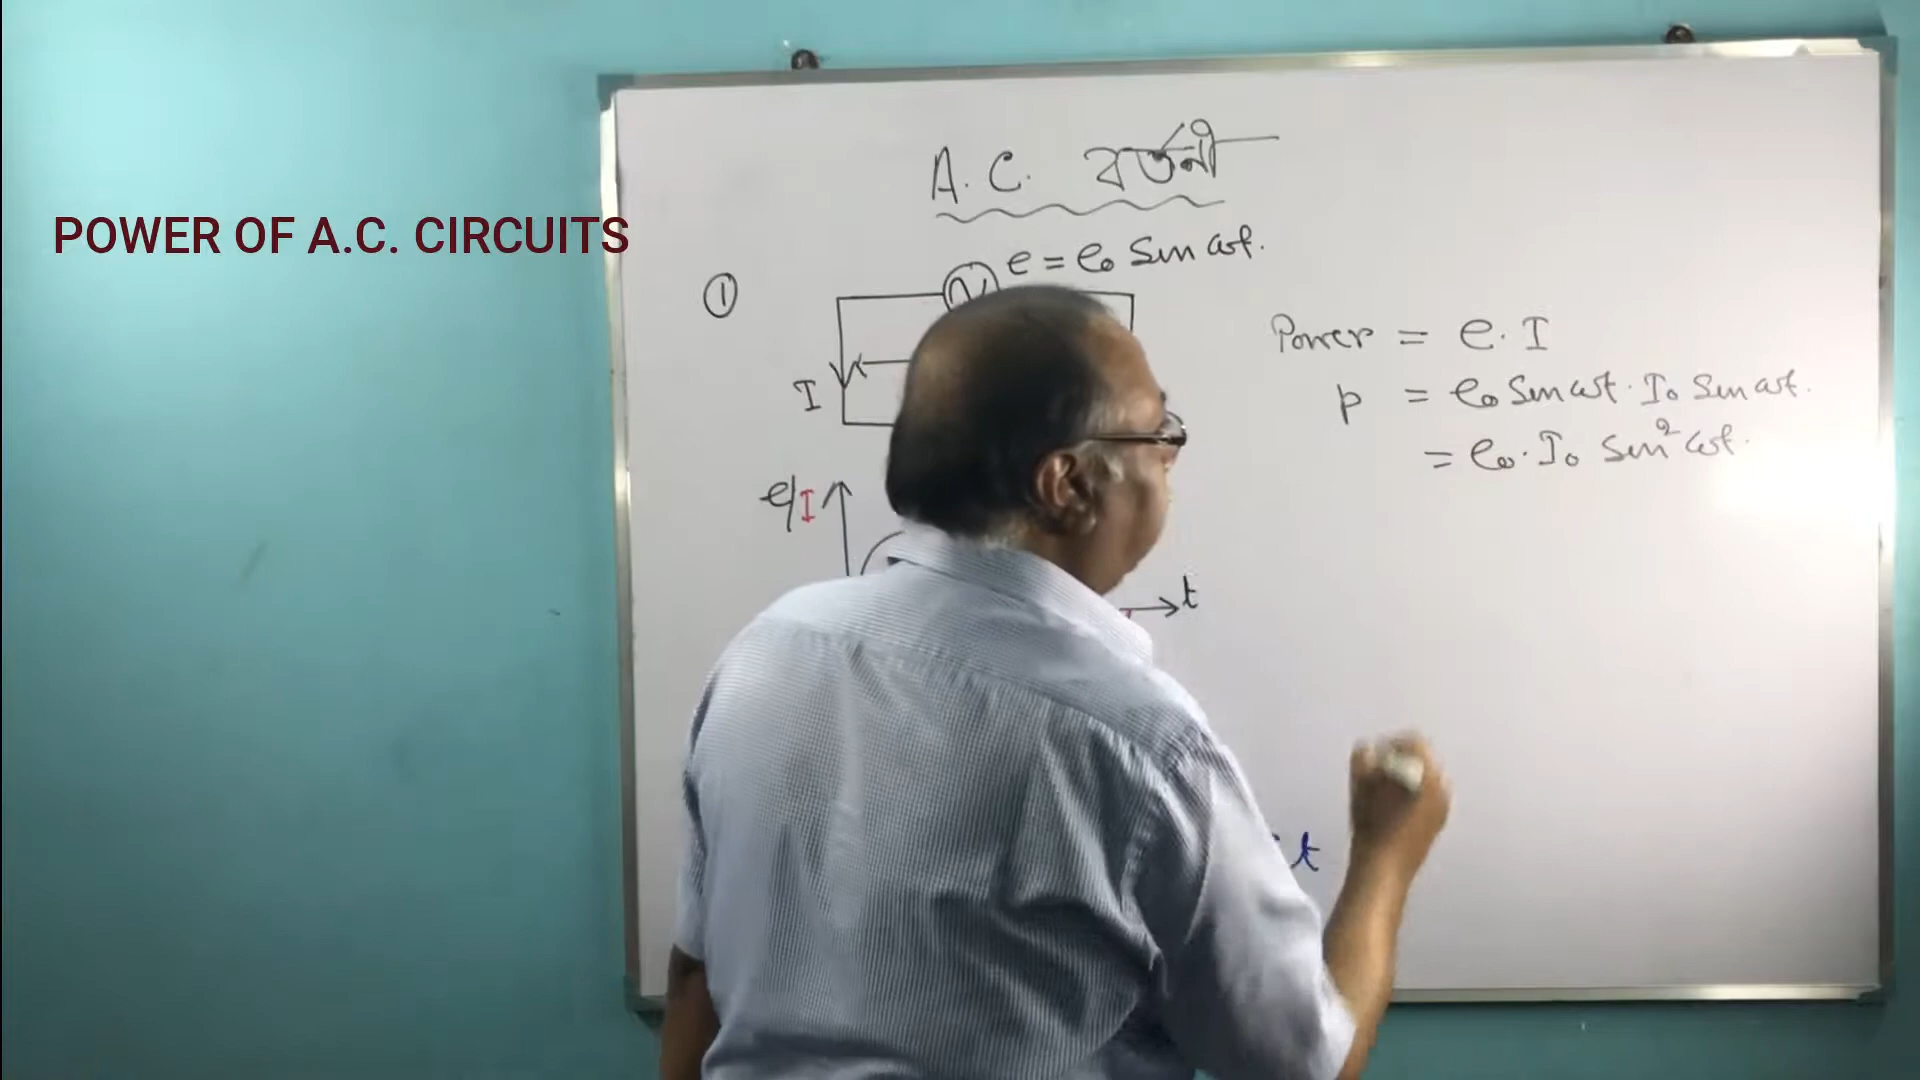 POWER OF A.C. CIRCUITS
A.C. বর্তনী
e = e₀ Sin ωt.
①
I
Power = e. I
p = e₀ Sin ωt. I₀ Sin ωt.
= e₀. I₀ Sin² ωt.
e/I
t
t